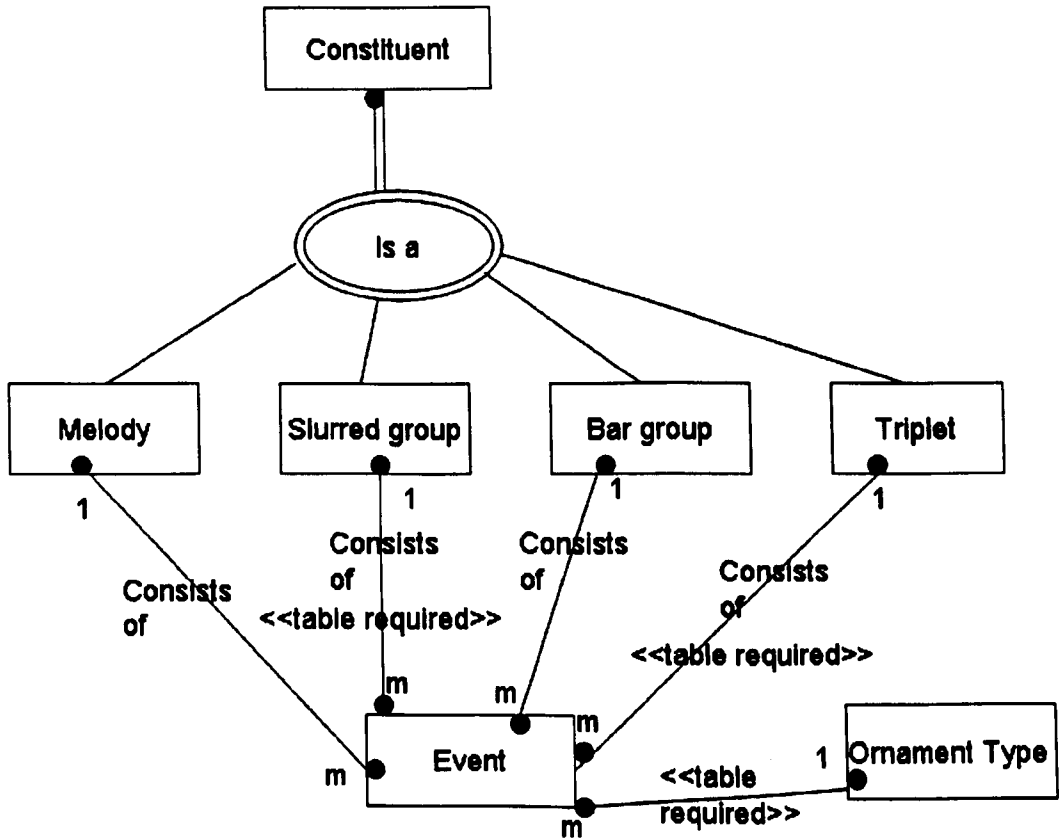 Constituent
Is a
Melody
Slurred group
Bar group
Triplet
1
1
1
1
Consists
of
Consists
of
<<table required>>
Consists
of
Consists
of
<<table required>>
m
m
m
m
Event
m
<<table
required>>
1
Ornament Type